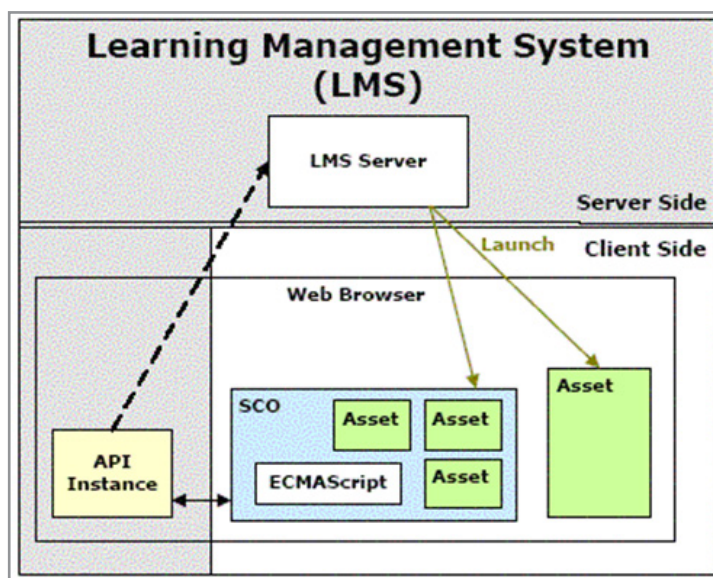 Learning Management System
(LMS)
LMS Server
Server Side
Launch
Client Side
Web Browser
SCO
Asset
Asset
Asset
API
Instance
ECMAScript
Asset